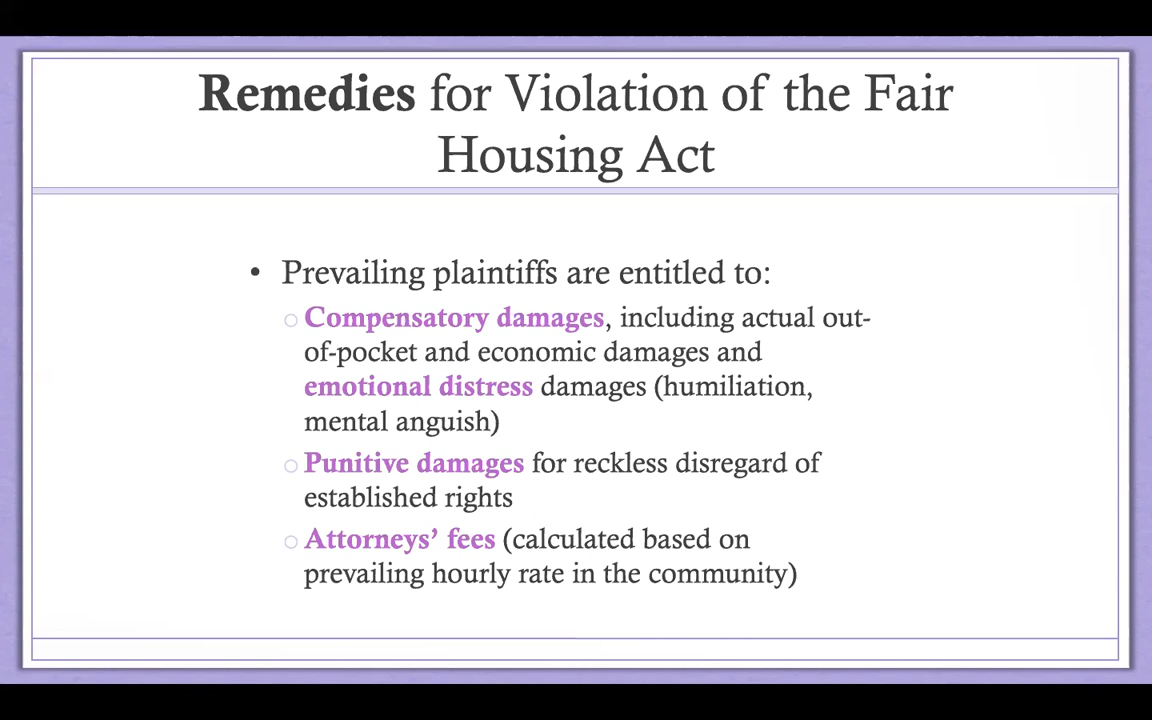 Remedies for Violation of the Fair
Housing Act
• Prevailing plaintiffs are entitled to:
○ Compensatory damages, including actual out-
of-pocket and economic damages and
emotional distress damages (humiliation,
mental anguish)
○ Punitive damages for reckless disregard of
established rights
○ Attorneys’ fees (calculated based on
prevailing hourly rate in the community)